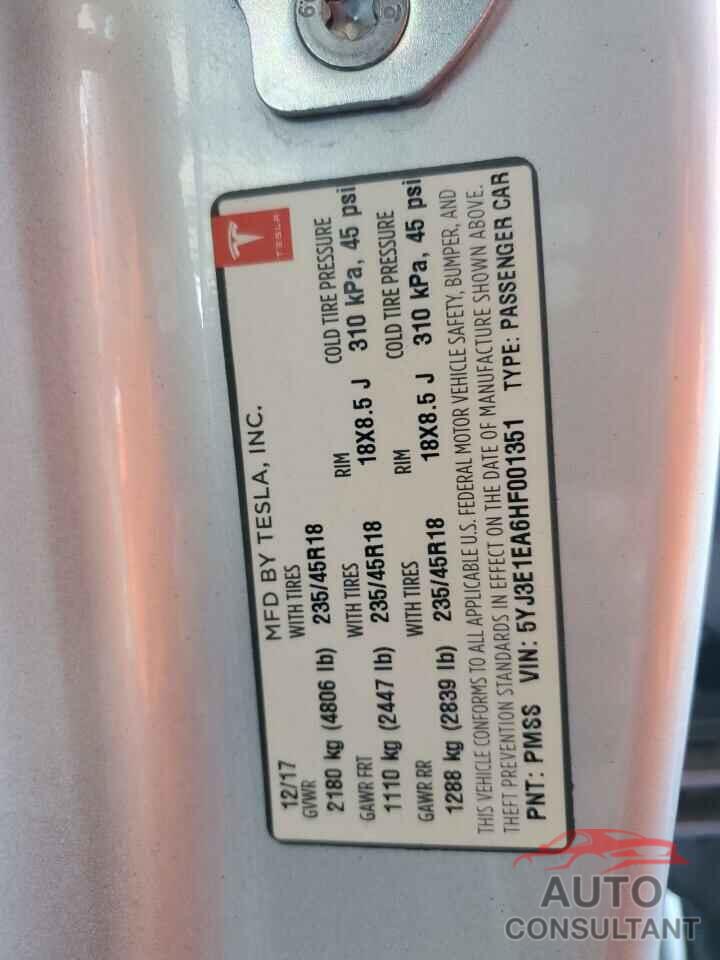 TESLA
MFD BY TESLA, INC.
12/17
GVWR WITH TIRES RIM COLD TIRE PRESSURE
2180 kg (4806 lb) 235/45R18 18X8.5 J 310 kPa, 45 psi
GAWR FRT WITH TIRES
1110 kg (2447 lb) 235/45R18
RIM COLD TIRE PRESSURE
18X8.5 J 310 kPa, 45 psi
GAWR RR WITH TIRES
1288 kg (2839 lb) 235/45R18
THIS VEHICLE CONFORMS TO ALL APPLICABLE U.S. FEDERAL MOTOR VEHICLE SAFETY, BUMPER, AND
THEFT PREVENTION STANDARDS IN EFFECT ON THE DATE OF MANUFACTURE SHOWN ABOVE.
PNT: PMSS VIN: 5YJ3E1EA6HF001351 TYPE: PASSENGER CAR
AUTO
CONSULTANT